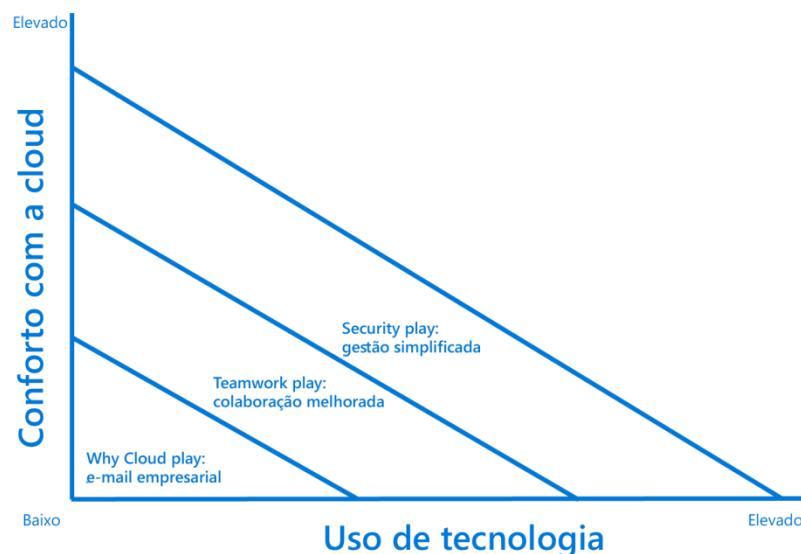 Elevado
Conforto com a cloud
Security play:
gestão simplificada
Teamwork play:
colaboração melhorada
Why Cloud play:
e-mail empresarial
Baixo
Elevado
Uso de tecnologia